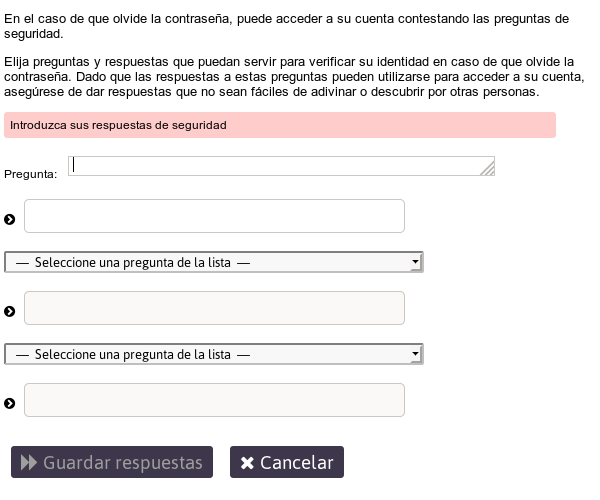 En el caso de que olvide la contraseña, puede acceder a su cuenta contestando las preguntas de
seguridad.
Elija preguntas y respuestas que puedan servir para verificar su identidad en caso de que olvide la
contraseña. Dado que las respuestas a estas preguntas pueden utilizarse para acceder a su cuenta,
asegúrese de dar respuestas que no sean fáciles de adivinar o descubrir por otras personas.
Introduzca sus respuestas de seguridad
Pregunta:
— Seleccione una pregunta de la lista —
— Seleccione una pregunta de la lista —
Guardar respuestas Cancelar